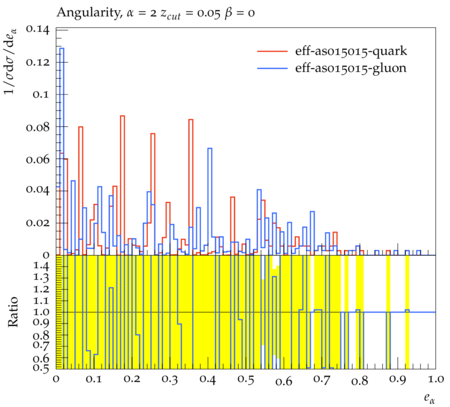 Angularity, α = 2 z_cut = 0.05 β = 0
1/σdσ/de_α
0.14
0.12
0.1
0.08
0.06
0.04
0.02
0
eff-as015015-quark
eff-as015015-gluon
Ratio
1.4
1.3
1.2
1.1
1.0
0.9
0.8
0.7
0.6
0.5
0 0.1 0.2 0.3 0.4 0.5 0.6 0.7 0.8 0.9 1.0
e_α